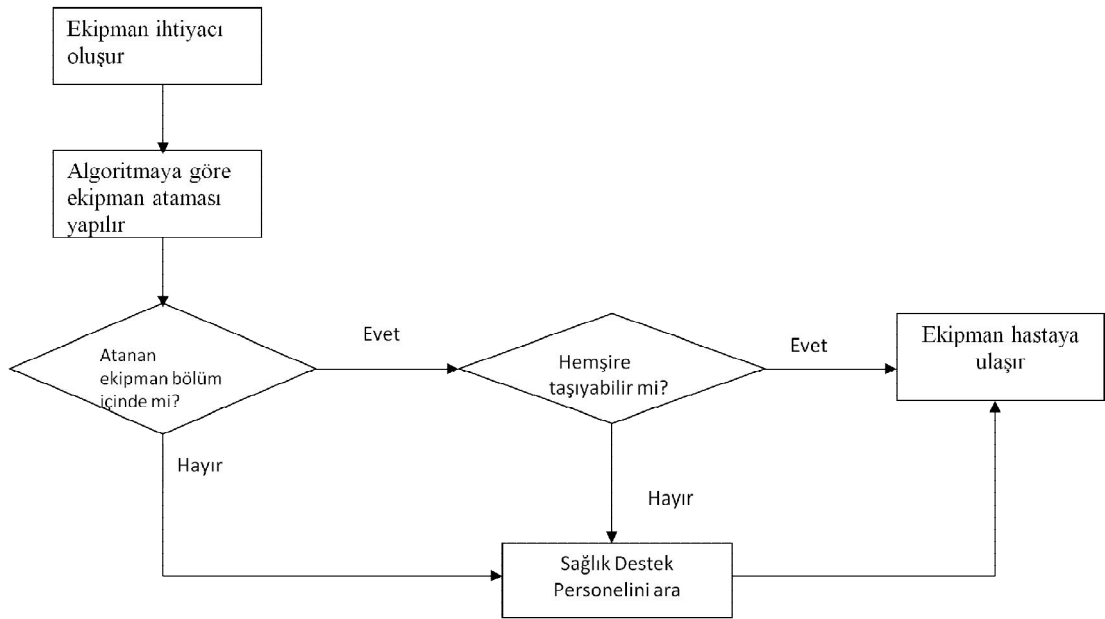 Ekipman ihtiyacı
oluşur
Algoritmaya göre
ekipman ataması
yapılır
Atanan
ekipman bölüm
içinde mi?
Evet
Hemşire
taşıyabilir mi?
Evet
Ekipman hastaya
ulaşır
Hayır
Hayır
Sağlık Destek
Personelini ara